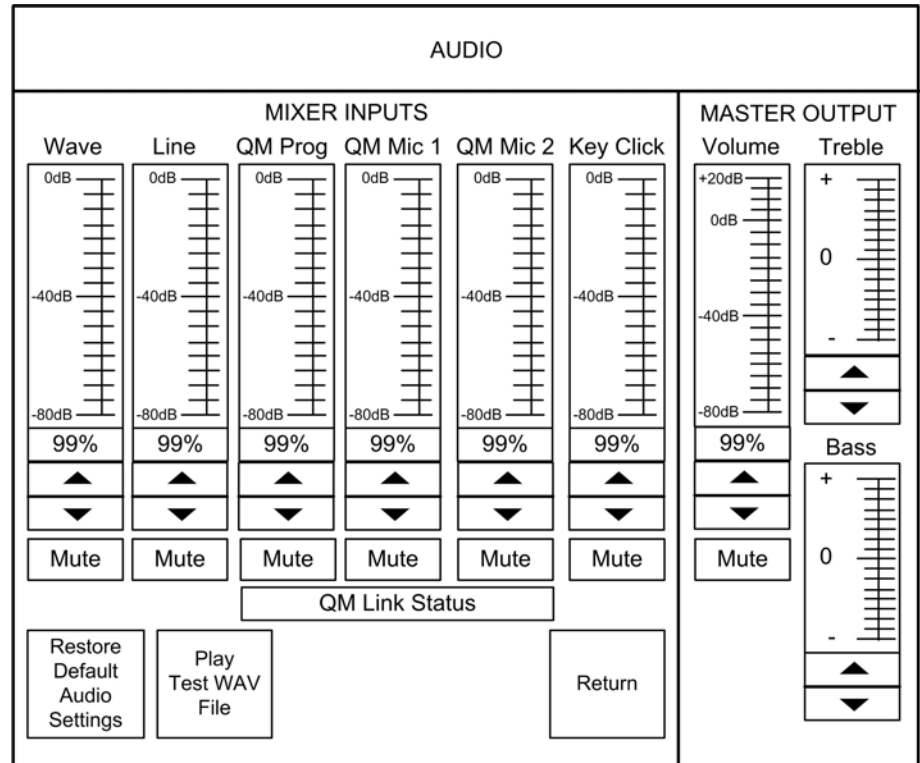 AUDIO
MIXER INPUTS
Wave Line QM Prog QM Mic 1 QM Mic 2 Key Click
0dB 0dB 0dB 0dB 0dB 0dB
-40dB -40dB -40dB -40dB -40dB -40dB
-80dB -80dB -80dB -80dB -80dB -80dB
99% 99% 99% 99% 99% 99%
Mute Mute Mute Mute Mute Mute
QM Link Status
Restore
Default
Audio
Settings
Play
Test WAV
File
Return
MASTER OUTPUT
Volume
+20dB
0dB
-40dB
-80dB
99%
Mute
Treble
+
0
-
Bass
+
0
-